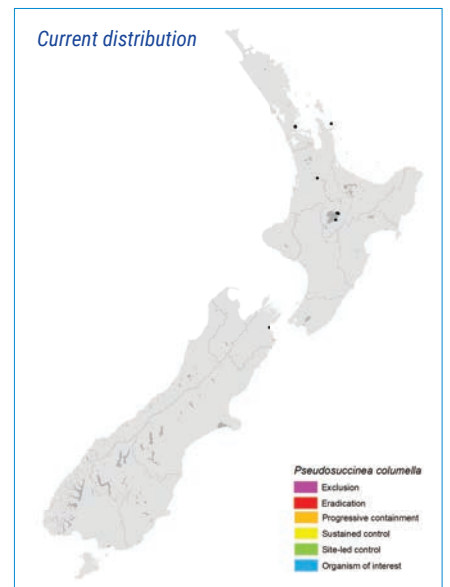 Current distribution
Pseudosuccinea columella
Exclusion
Eradication
Progressive containment
Sustained control
Site-led control
Organism of interest